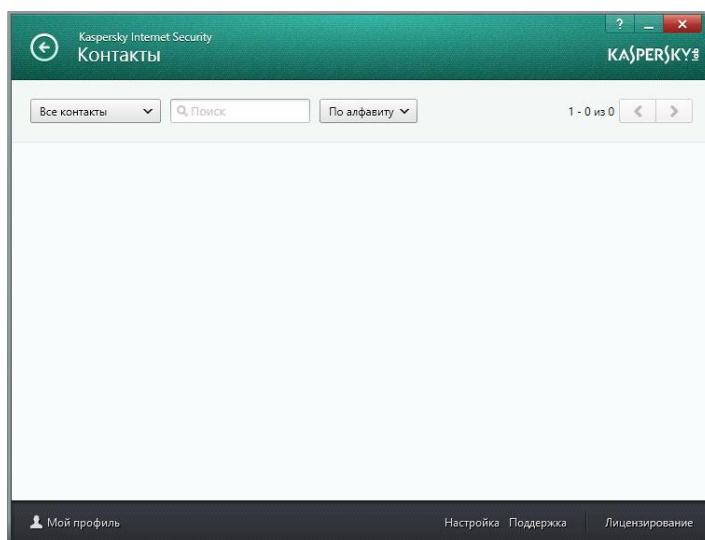 ?
Kaspersky Internet Security
Контакты
KASPERSKY lab
Все контакты
Поиск
По алфавиту
1 - 0 из 0
Мой профиль
Настройка
Поддержка
Лицензирование